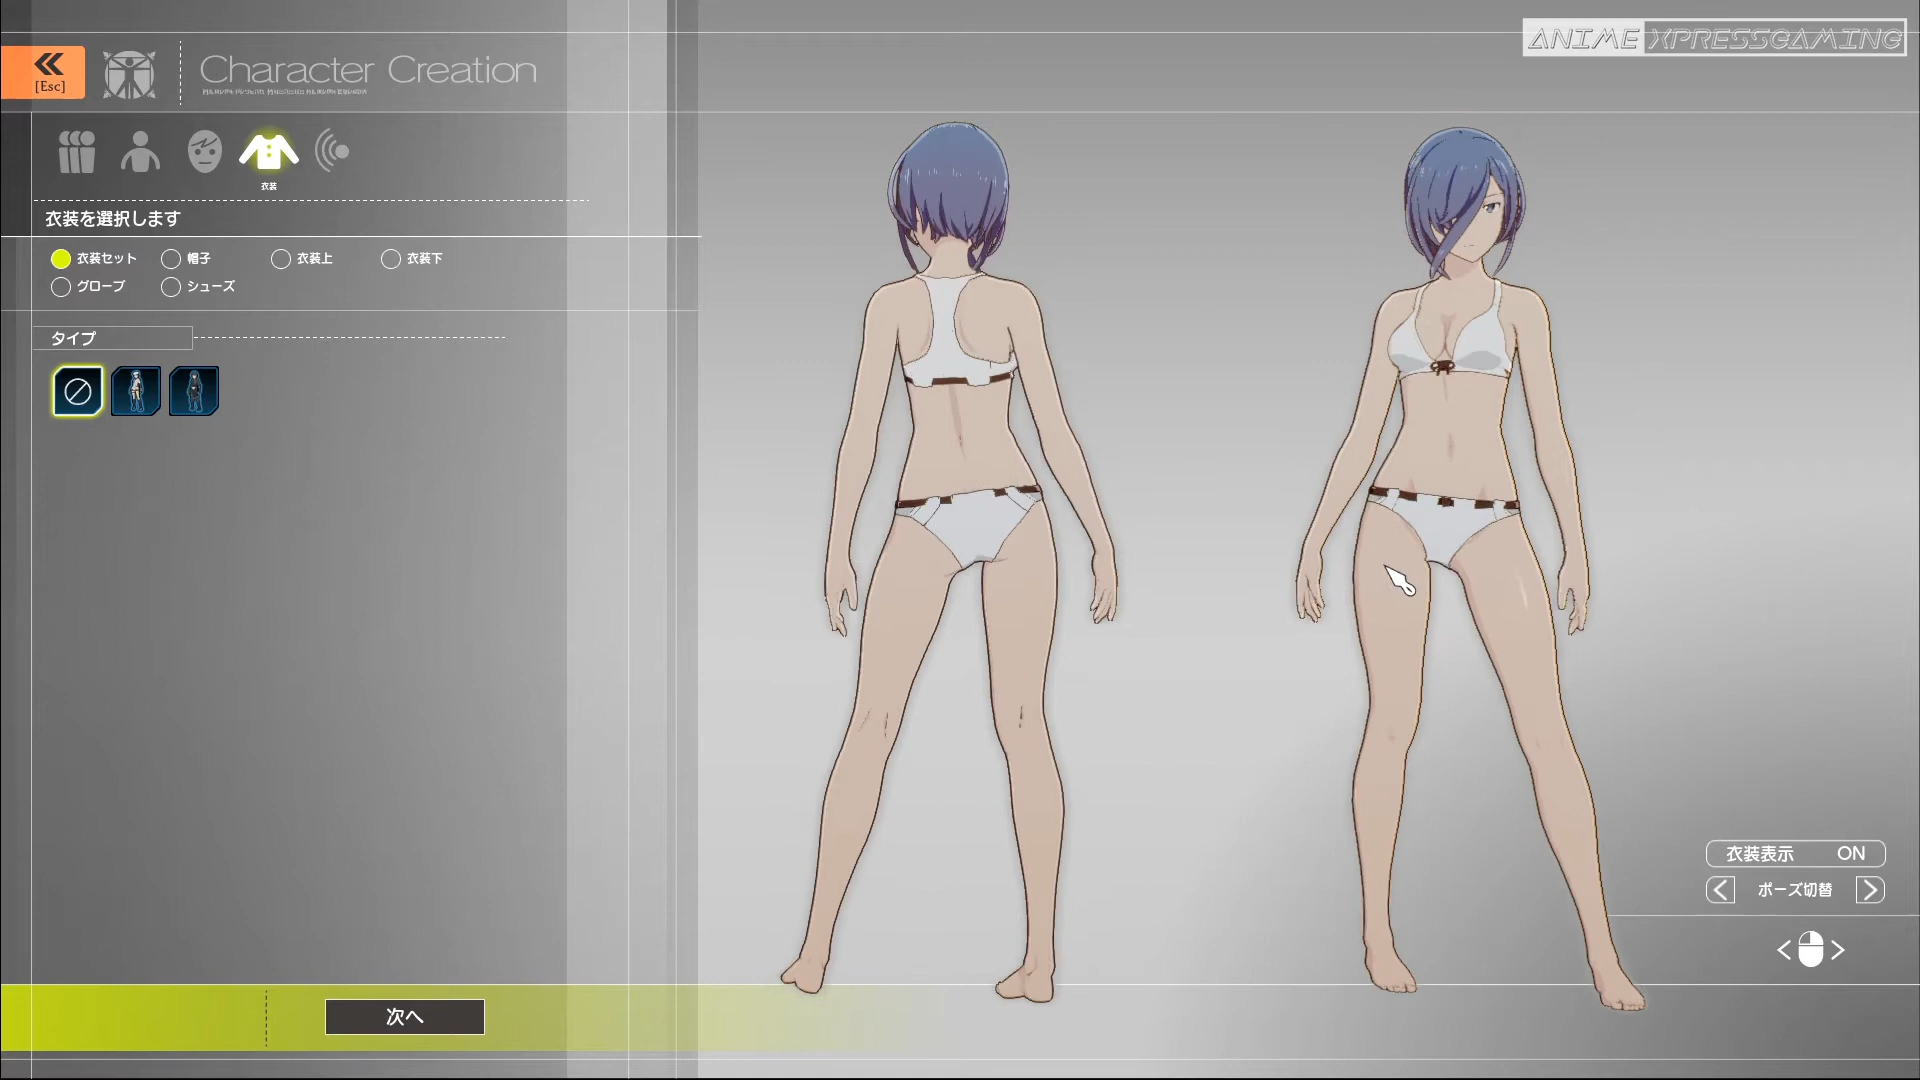 ANIME XPRESSGAMING
[Esc]
Character Creation
衣装
衣装を選択します
衣装セット 帽子 衣装上 衣装下
グローブ シューズ
タイプ
衣装表示 ON
ポーズ切替
次へ